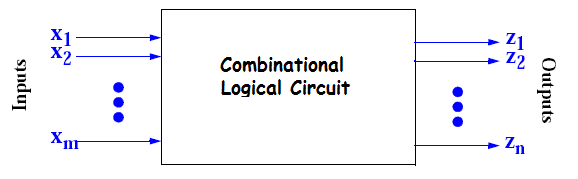 Inputs
x1
x2
xm
Combinational
Logical Circuit
z1
z2
zn
Outputs